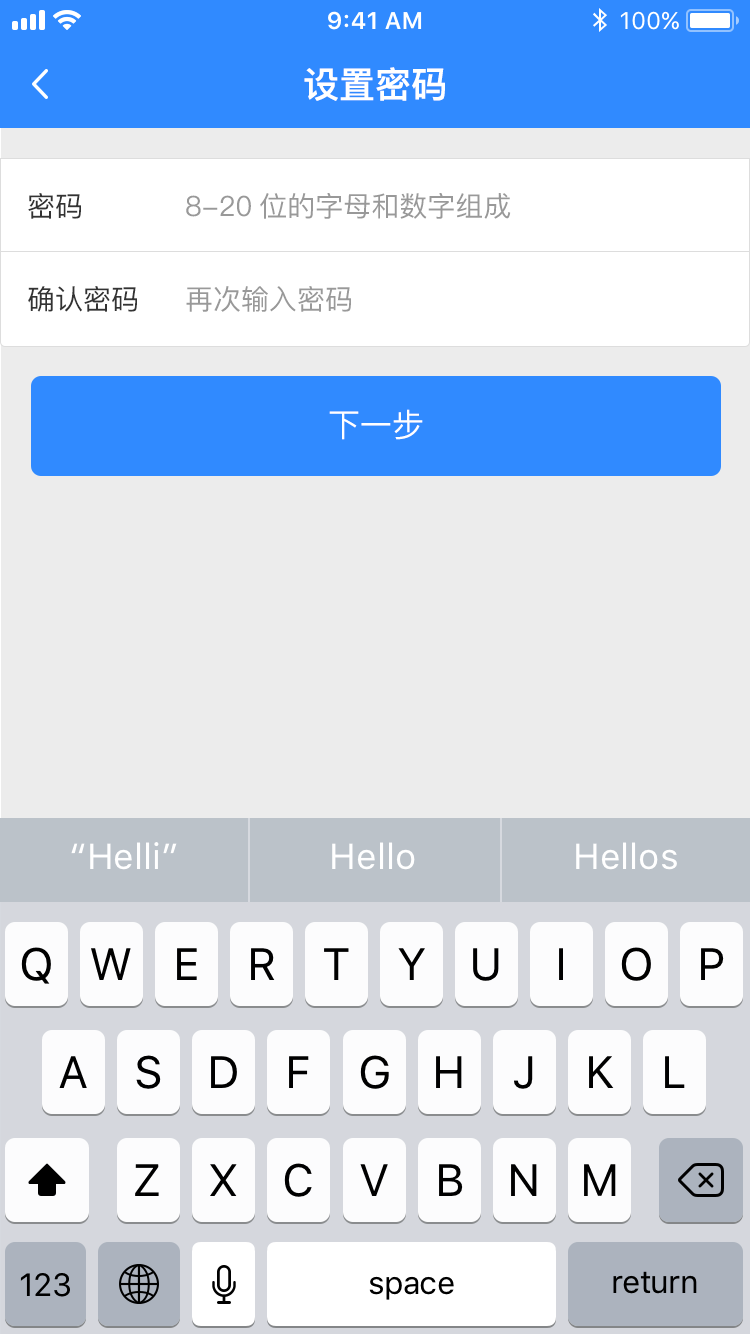 9:41 AM 100%
设置密码
密码 8-20 位的字母和数字组成
确认密码 再次输入密码
下一步
“Helli” Hello Hellos
Q W E R T Y U I O P
A S D F G H J K L
Z X C V B N M
123 space return